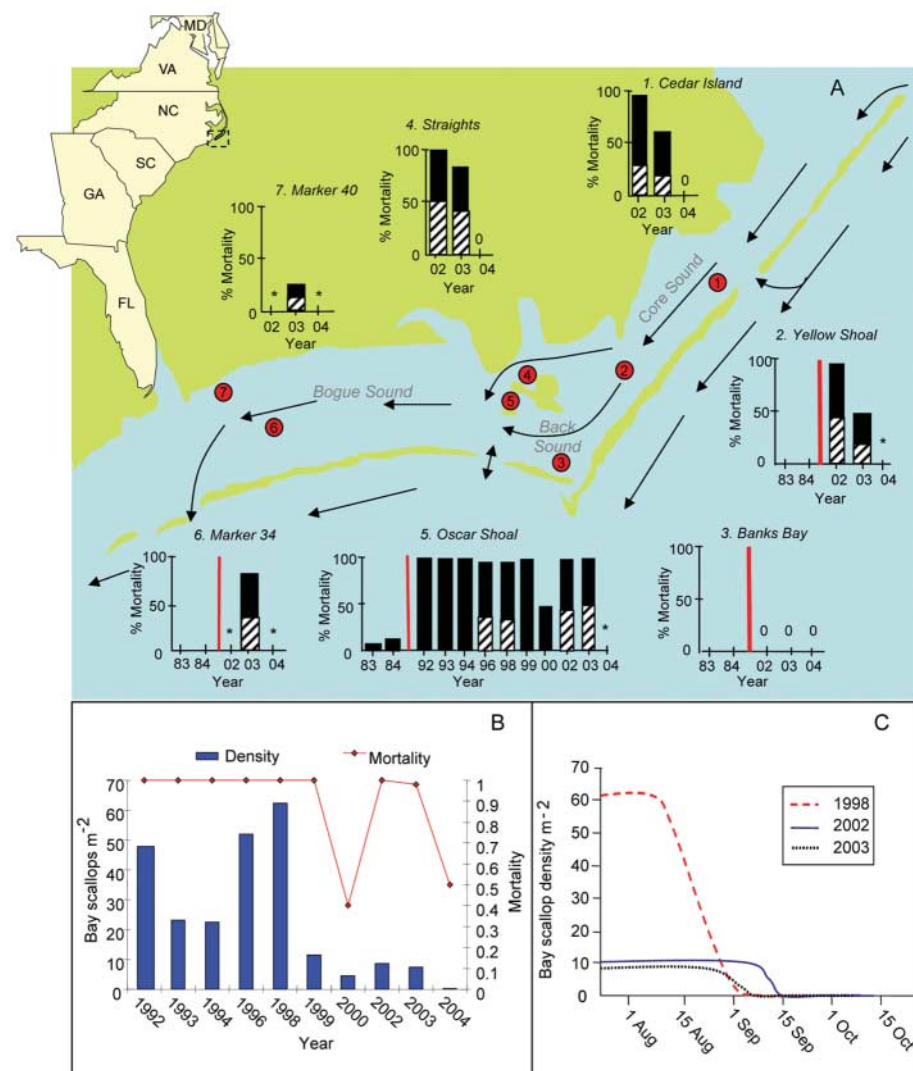 MD
VA
NC
SC
GA
FL
A
1. Cedar Island
100
50
0
% Mortality
0
02 03 04
Year
4. Straights
100
50
0
% Mortality
0
02 03 04
Year
7. Marker 40
100
50
0
% Mortality
* *
02 03 04
Year
Core Sound
Bogue Sound
Back
Sound
1
2
3
4
5
6
7
2. Yellow Shoal
100
50
0
% Mortality
*
83 84 02 03 04
Year
6. Marker 34
100
50
0
% Mortality
* *
83 84 02 03 04
Year
5. Oscar Shoal
100
50
0
% Mortality
*
83 84 92 93 94 96 98 99 00 02 03 04
Year
3. Banks Bay
100
50
0
% Mortality
0 0 0
83 84 02 03 04
Year
B
Density Mortality
70
60
50
40
30
20
10
0
Bay scallops m-2
1
0.9
0.8
0.7
0.6
0.5
0.4
0.3
0.2
0.1
0
Mortality
1992 1993 1994 1996 1998 1999 2000 2002 2003 2004
Year
C
70
60
50
40
30
20
10
0
Bay scallop density m-2
1998
2002
2003
1 Aug 15 Aug 1 Sep 15 Sep 1 Oct 15 Oct